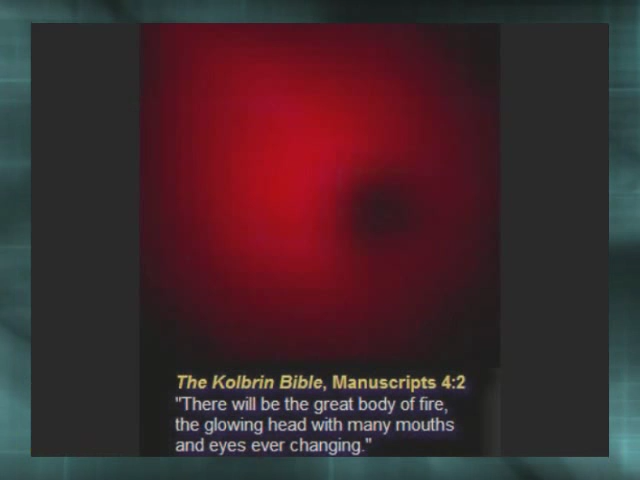 The Kolbrin Bible, Manuscripts 4:2
"There will be the great body of fire,
the glowing head with many mouths
and eyes ever changing."